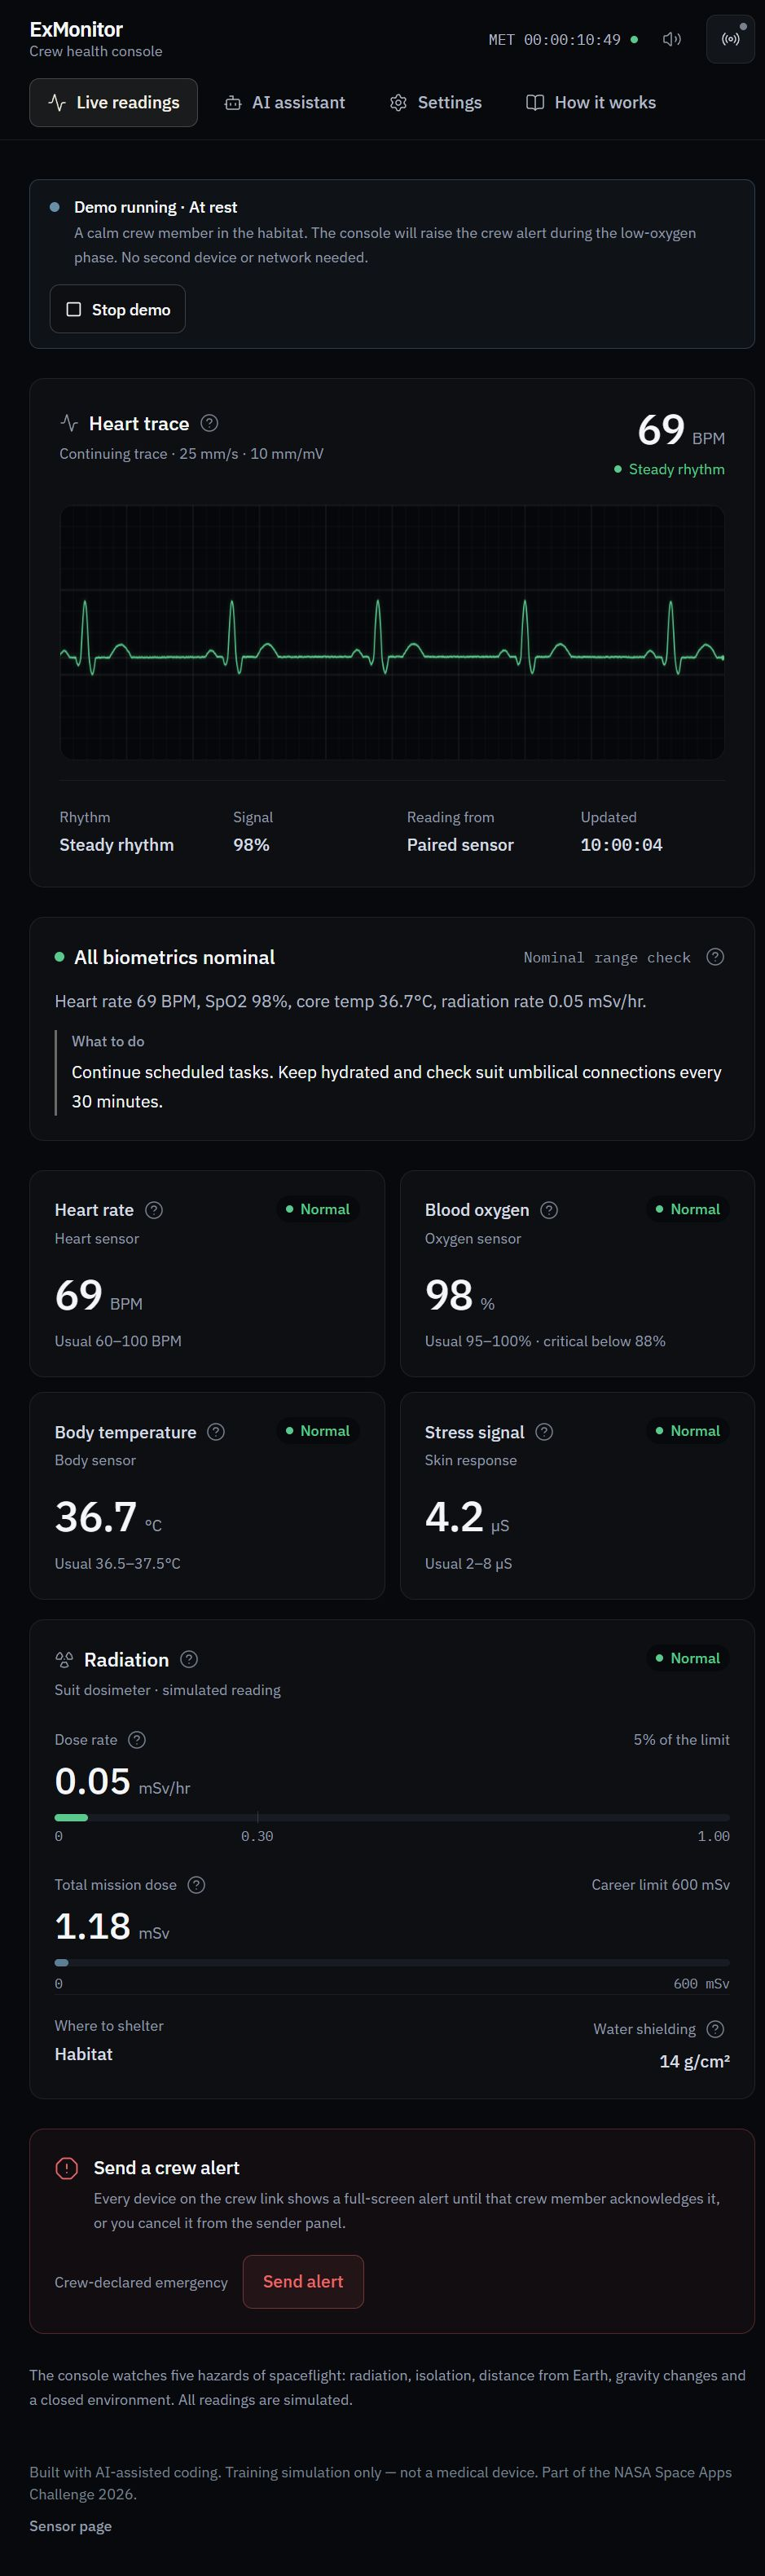 ExMonitor
Crew health console
MET 00:00:10:49
Live readings
AI assistant
Settings
How it works
Demo running · At rest
A calm crew member in the habitat. The console will raise the crew alert during the low-oxygen
phase. No second device or network needed.
Stop demo
Heart trace
69 BPM
Continuing trace · 25 mm/s · 10 mm/mV
Steady rhythm
Rhythm
Steady rhythm
Signal
98%
Reading from
Paired sensor
Updated
10:00:04
All biometrics nominal
Nominal range check
Heart rate 69 BPM, SpO2 98%, core temp 36.7°C, radiation rate 0.05 mSv/hr.
What to do
Continue scheduled tasks. Keep hydrated and check suit umbilical connections every
30 minutes.
Heart rate
Normal
Heart sensor
69 BPM
Usual 60–100 BPM
Blood oxygen
Normal
Oxygen sensor
98 %
Usual 95–100% · critical below 88%
Body temperature
Normal
Body sensor
36.7 °C
Usual 36.5–37.5°C
Stress signal
Normal
Skin response
4.2 µS
Usual 2–8 µS
Radiation
Normal
Suit dosimeter · simulated reading
Dose rate
5% of the limit
0.05 mSv/hr
0 0.30 1.00
Total mission dose
Career limit 600 mSv
1.18 mSv
0 600 mSv
Where to shelter
Habitat
Water shielding
14 g/cm²
Send a crew alert
Every device on the crew link shows a full-screen alert until that crew member acknowledges it,
or you cancel it from the sender panel.
Crew-declared emergency
Send alert
The console watches five hazards of spaceflight: radiation, isolation, distance from Earth, gravity changes and
a closed environment. All readings are simulated.
Built with AI-assisted coding. Training simulation only — not a medical device. Part of the NASA Space Apps
Challenge 2026.
Sensor page